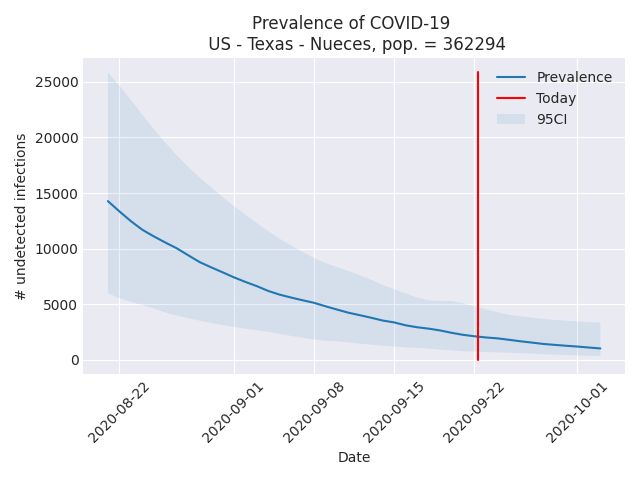 Prevalence of COVID-19
US - Texas - Nueces, pop. = 362294
Prevalence
Today
95CI
# undetected infections
25000
20000
15000
10000
5000
0
2020-08-22
2020-09-01
2020-09-08
2020-09-15
2020-09-22
2020-10-01
Date